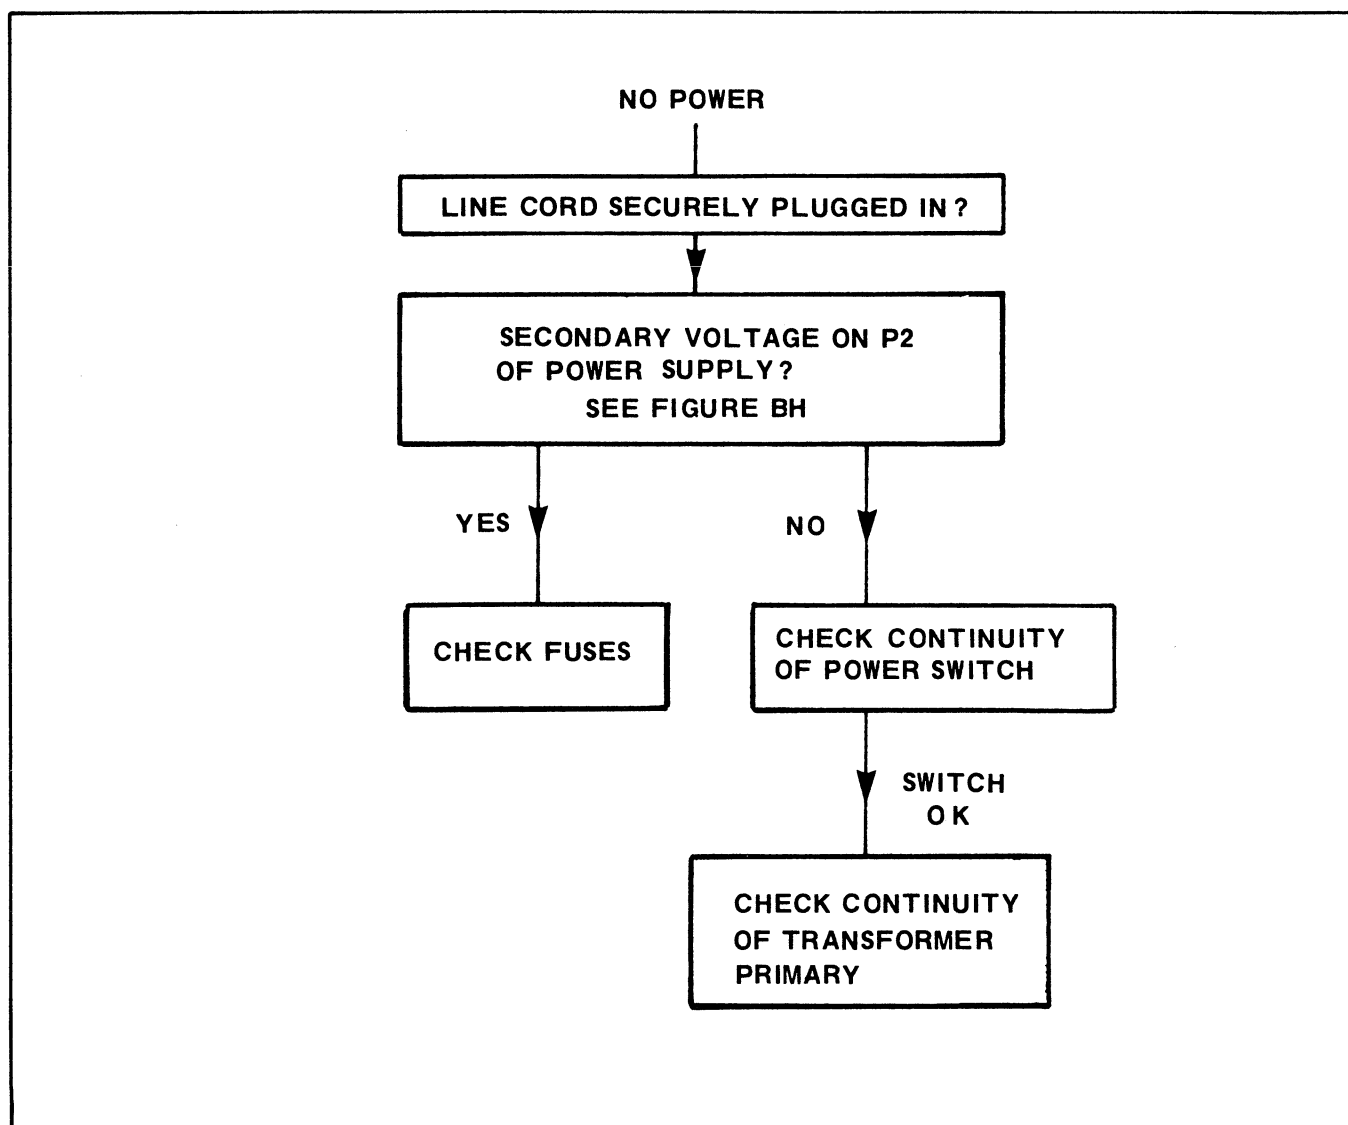 NO POWER
LINE CORD SECURELY PLUGGED IN?
SECONDARY VOLTAGE ON P2
OF POWER SUPPLY?
SEE FIGURE BH
YES
NO
CHECK FUSES
CHECK CONTINUITY
OF POWER SWITCH
SWITCH
OK
CHECK CONTINUITY
OF TRANSFORMER
PRIMARY